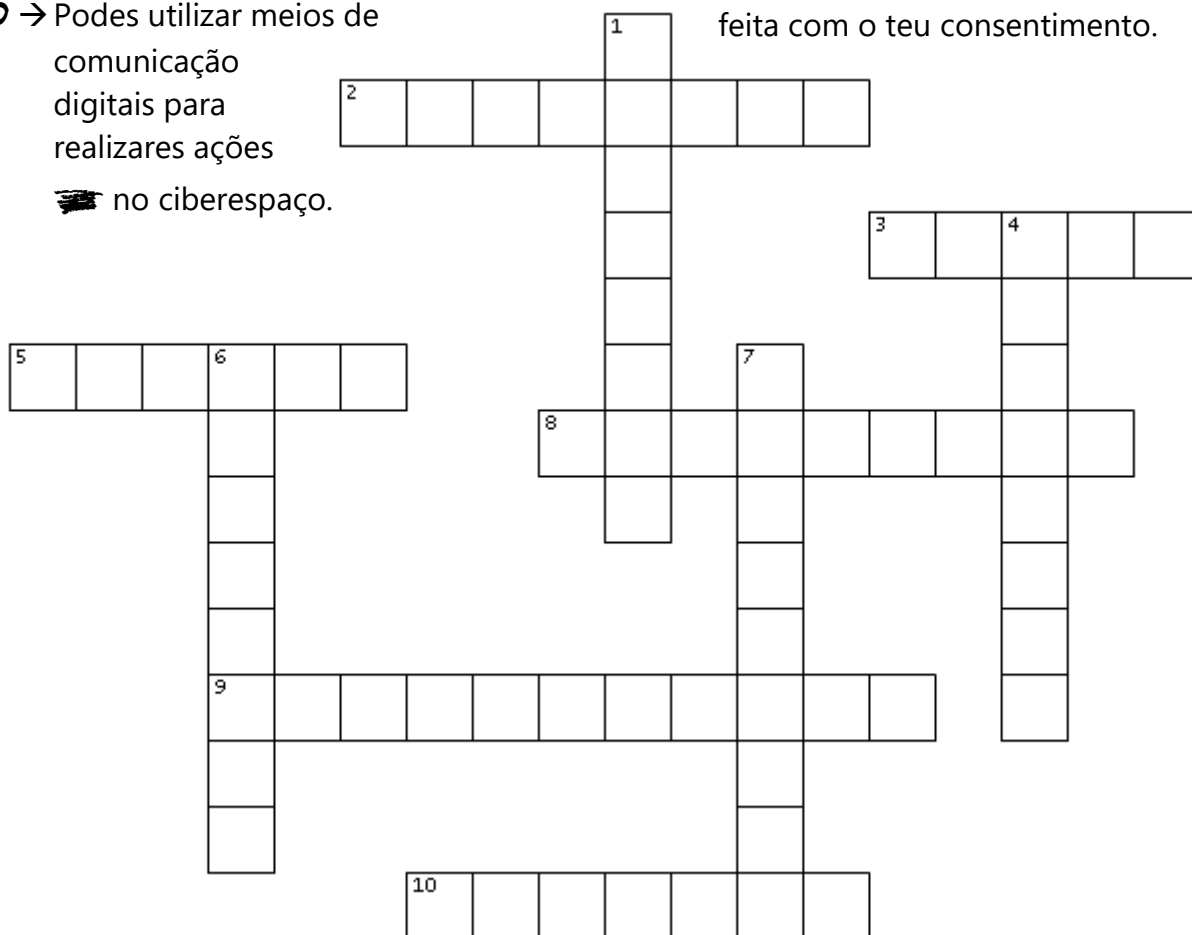 → Podes utilizar meios de
comunicação
digitais para
realizares ações
no ciberespaço.
feita com o teu consentimento.
1
2
3 4
5 6 7
8
9
10